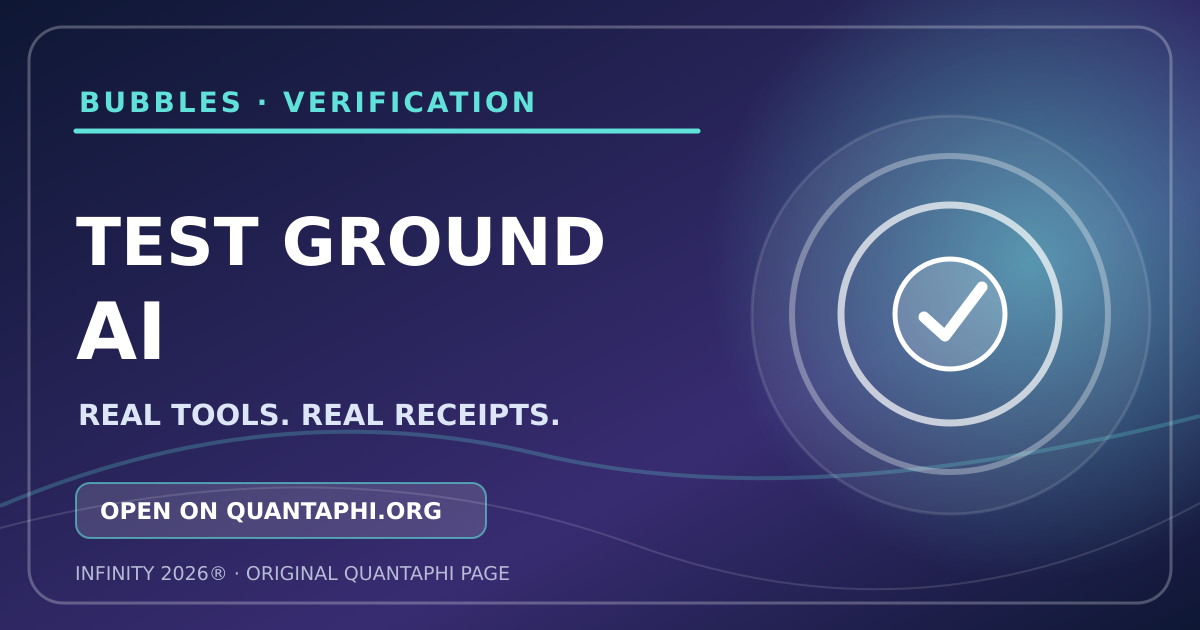 BUBBLES · VERIFICATION
TEST GROUND
AI
REAL TOOLS. REAL RECEIPTS.
OPEN ON QUANTAPHI.ORG
INFINITY 2026® · ORIGINAL QUANTAPHI PAGE